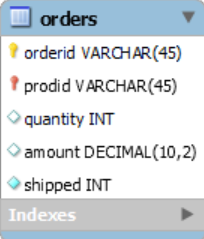 orders
orderid VARCHAR(45)
prodid VARCHAR(45)
quantity INT
amount DECIMAL(10,2)
shipped INT
Indexes